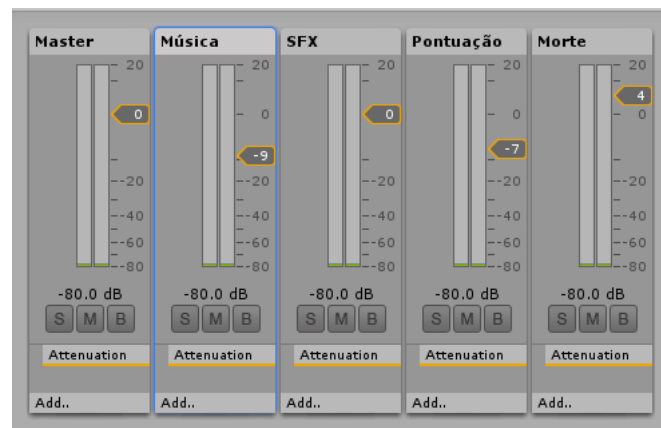 Master
20
0
0
-20
-40
-60
-80
-80.0 dB
S M B
Attenuation
Add..
Música
20
0
-9
-20
-40
-60
-80
-80.0 dB
S M B
Attenuation
Add..
SFX
20
0
0
-20
-40
-60
-80
-80.0 dB
S M B
Attenuation
Add..
Pontuação
20
0
-7
-20
-40
-60
-80
-80.0 dB
S M B
Attenuation
Add..
Morte
20
4
0
-20
-40
-60
-80
-80.0 dB
S M B
Attenuation
Add..